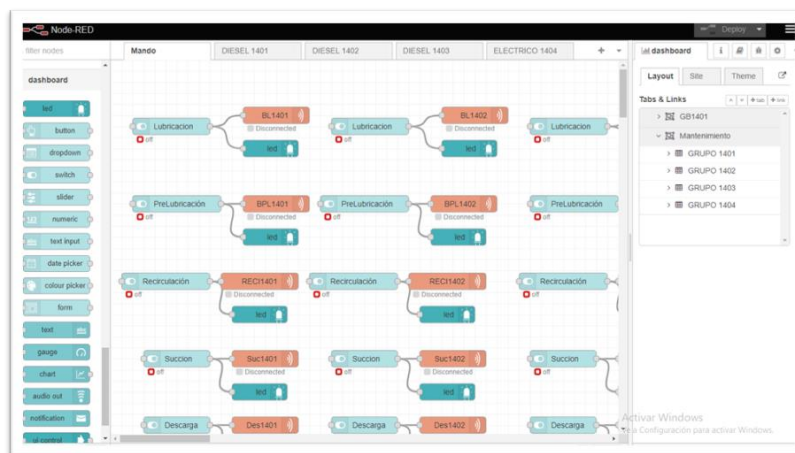 Node-RED
Deploy
filter nodes
Mando
DIESEL 1401
DIESEL 1402
DIESEL 1403
ELECTRICO 1404
dashboard
i
dashboard
Layout
Site
Theme
Tabs & Links
+ tab
+ link
GB1401
Mantenimiento
GRUPO 1401
GRUPO 1402
GRUPO 1403
GRUPO 1404
led
button
dropdown
switch
slider
numeric
text input
date picker
colour picker
form
text
gauge
chart
audio out
notification
ui control
Lubricacion
off
BL1401
Disconnected
led
Lubricacion
off
BL1402
Disconnected
led
Lubricacion
off
PreLubricación
off
BPL1401
Disconnected
led
PreLubricación
off
BPL1402
Disconnected
led
PreLubricación
off
Recirculación
off
RECI1401
Disconnected
led
Recirculación
off
RECI1402
Disconnected
led
Recirculación
off
Succion
off
Suc1401
Disconnected
led
Succion
off
Suc1402
Disconnected
led
Succion
off
Descarga
Des1401
Descarga
Des1402
Descarga
Activar Windows
Ve a Configuración para activar Windows.